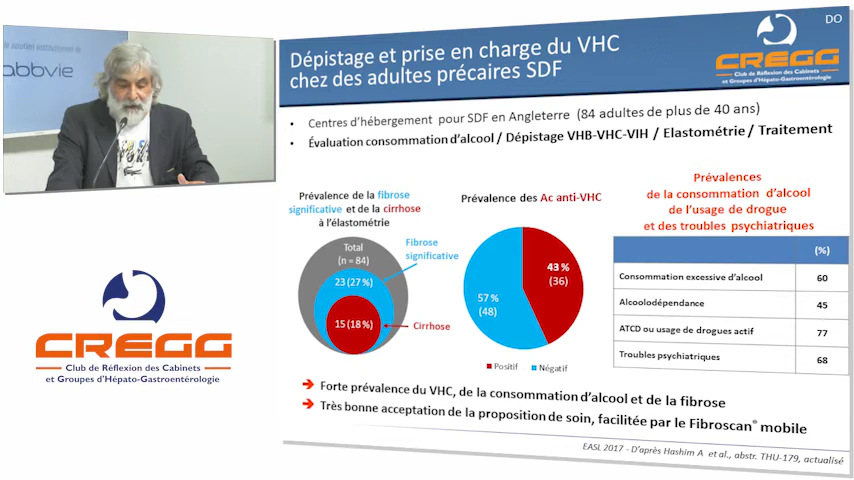 le soutien institutionnel de
abbvie
DO
Dépistage et prise en charge du VHC
chez des adultes précaires SDF
CREGG
Club de Réflexion des Cabinets
et Groupes d'Hépato-Gastroentérologie
• Centres d'hébergement pour SDF en Angleterre (84 adultes de plus de 40 ans)
• Évaluation consommation d'alcool / Dépistage VHB-VHC-VIH / Elastométrie / Traitement
Prévalence de la fibrose
significative et de la cirrhose
à l'élastométrie
Total
(n = 84)
23 (27 %)
15 (18 %)
Fibrose
significative
Cirrhose
Prévalence des Ac anti-VHC
43 %
(36)
57 %
(48)
Positif
Négatif
Prévalences
de la consommation d'alcool
de l'usage de drogue
et des troubles psychiatriques
(%)
Consommation excessive d'alcool 60
Alcoolodépendance 45
ATCD ou usage de drogues actif 77
Troubles psychiatriques 68
CREGG
Club de Réflexion des Cabinets
et Groupes d'Hépato-Gastroentérologie
➔ Forte prévalence du VHC, de la consommation d'alcool et de la fibrose
➔ Très bonne acceptation de la proposition de soin, facilitée par le Fibroscan® mobile
EASL 2017 - D'après Hashim A et al., abstr. THU-179, actualisé